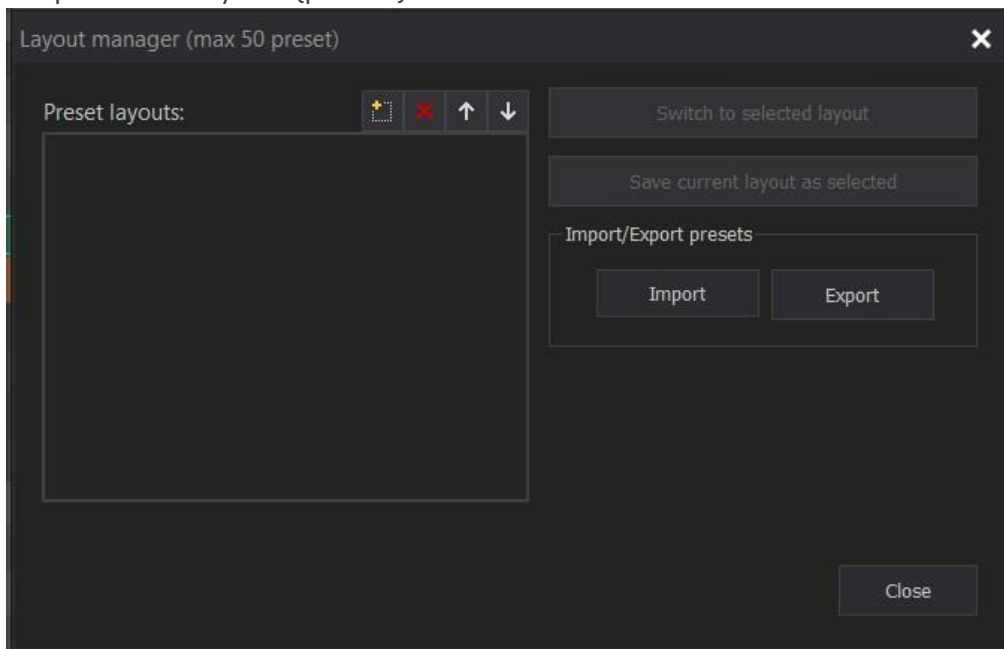 Layout manager (max 50 preset)
Preset layouts:
Switch to selected layout
Save current layout as selected
Import/Export presets
Import
Export
Close